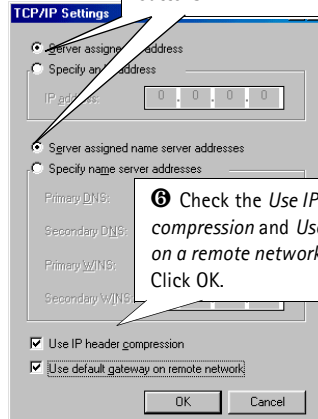 TCP/IP Settings
Server assigned address
Specify an address
IP address:
0 . 0 . 0 . 0
Server assigned name server addresses
Specify name server addresses
Primary DNS:
Secondary DNS:
Primary WINS:
Secondary WINS:
❻ Check the Use IP
compression and Use
on a remote network
Click OK.
Use IP header compression
Use default gateway on remote network
OK
Cancel